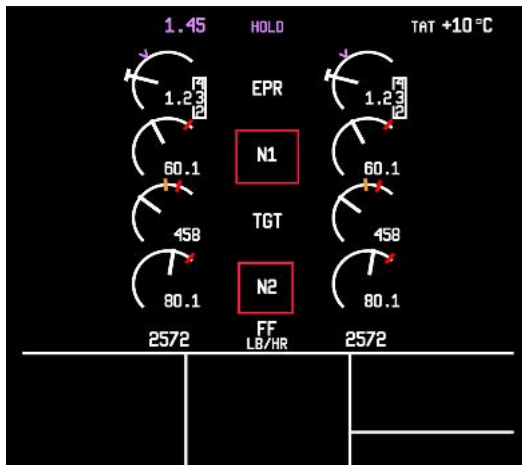 1.45 HOLD TAT +10 °C
1.23 EPR 1.23
60.1 N1 60.1
458 TGT 458
80.1 N2 80.1
FF
2572 LB/HR 2572